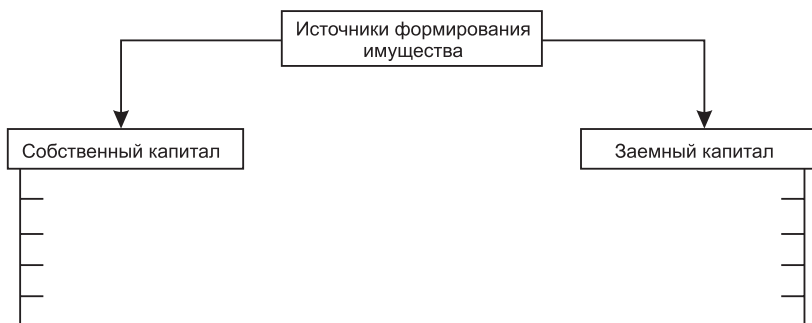 Источники формирования
имущества
Собственный капитал
Заемный капитал